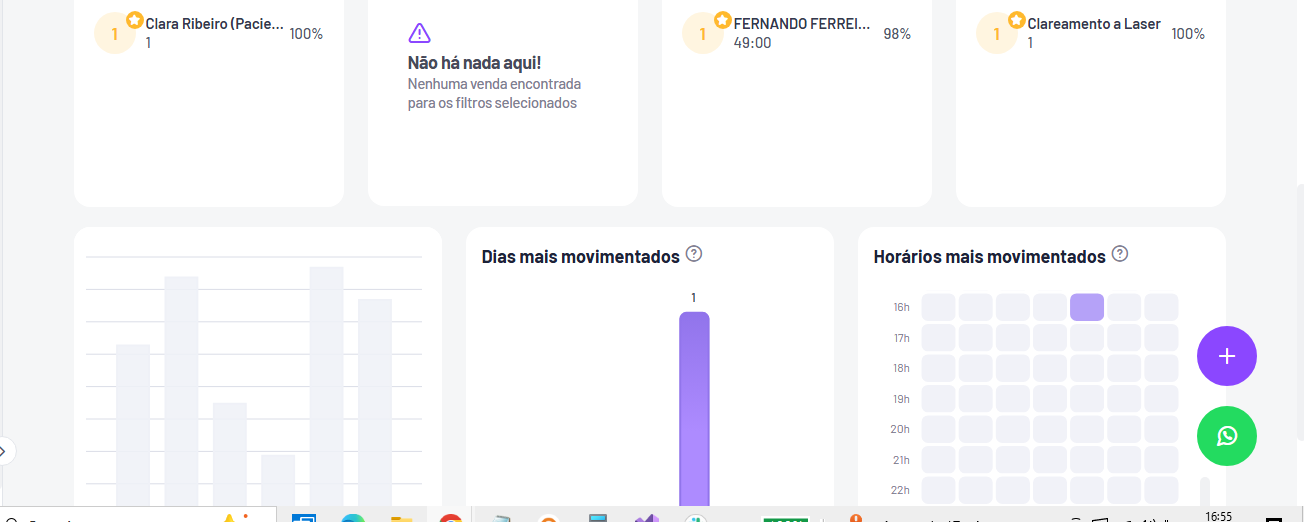 1
Clara Ribeiro (Pacie...
1
100%
Não há nada aqui!
Nenhuma venda encontrada
para os filtros selecionados
1
FERNANDO FERREI...
49:00
98%
1
Clareamento a Laser
1
100%
Dias mais movimentados ?
1
Horários mais movimentados ?
16h
17h
18h
19h
20h
21h
22h
16:55